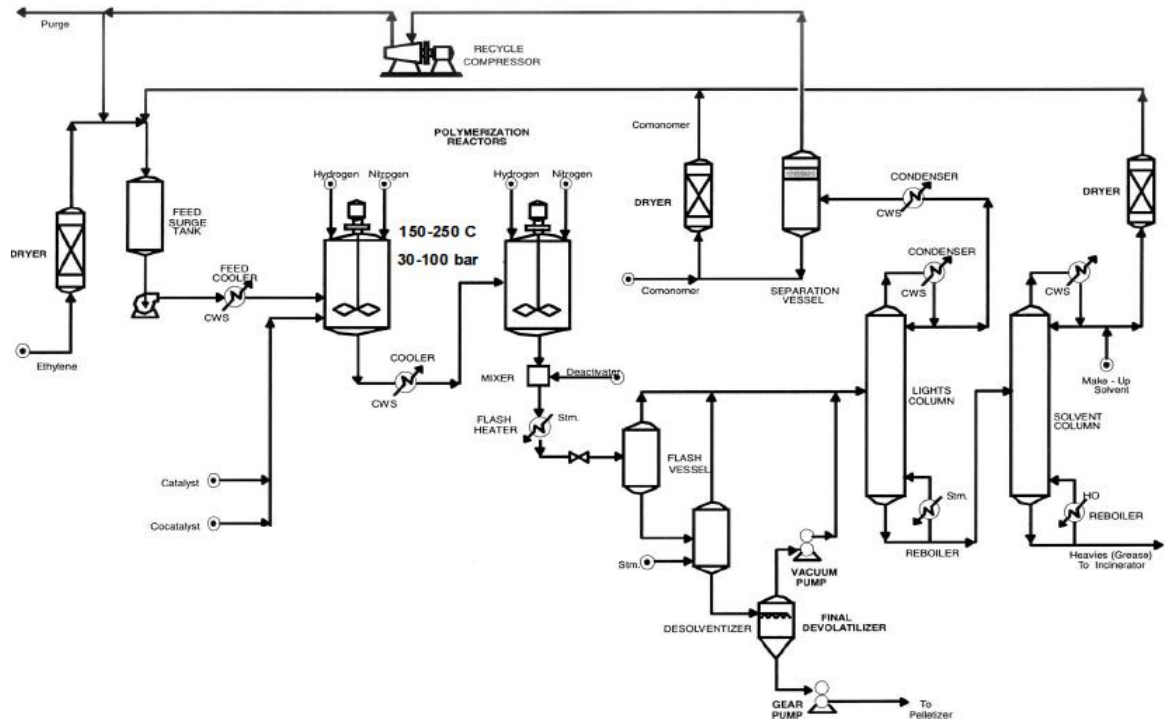 Purge
RECYCLE
COMPRESSOR
Comonomer
POLYMERIZATION
REACTORS
Hydrogen
Nitrogen
Hydrogen
Nitrogen
CONDENSER
DRYER
CWS
DRYER
FEED
SURGE
TANK
150-250 C
30-100 bar
DRYER
FEED
COOLER
CWS
CONDENSER
CWS
CWS
Comonomer
SEPARATION
VESSEL
Ethylene
COOLER
CWS
MIXER
Deactivater
Make - Up
Solvent
LIGHTS
COLUMN
SOLVENT
COLUMN
FLASH
HEATER
Stm.
FLASH
VESSEL
Catalyst
Cocatalyst
Stm.
HO
REBOILER
REBOILER
Heavies (Grease)
To Incinerator
Stm.
VACUUM
PUMP
DESOLVENTIZER
FINAL
DEVOLATILIZER
GEAR
PUMP
To
Pelletizer